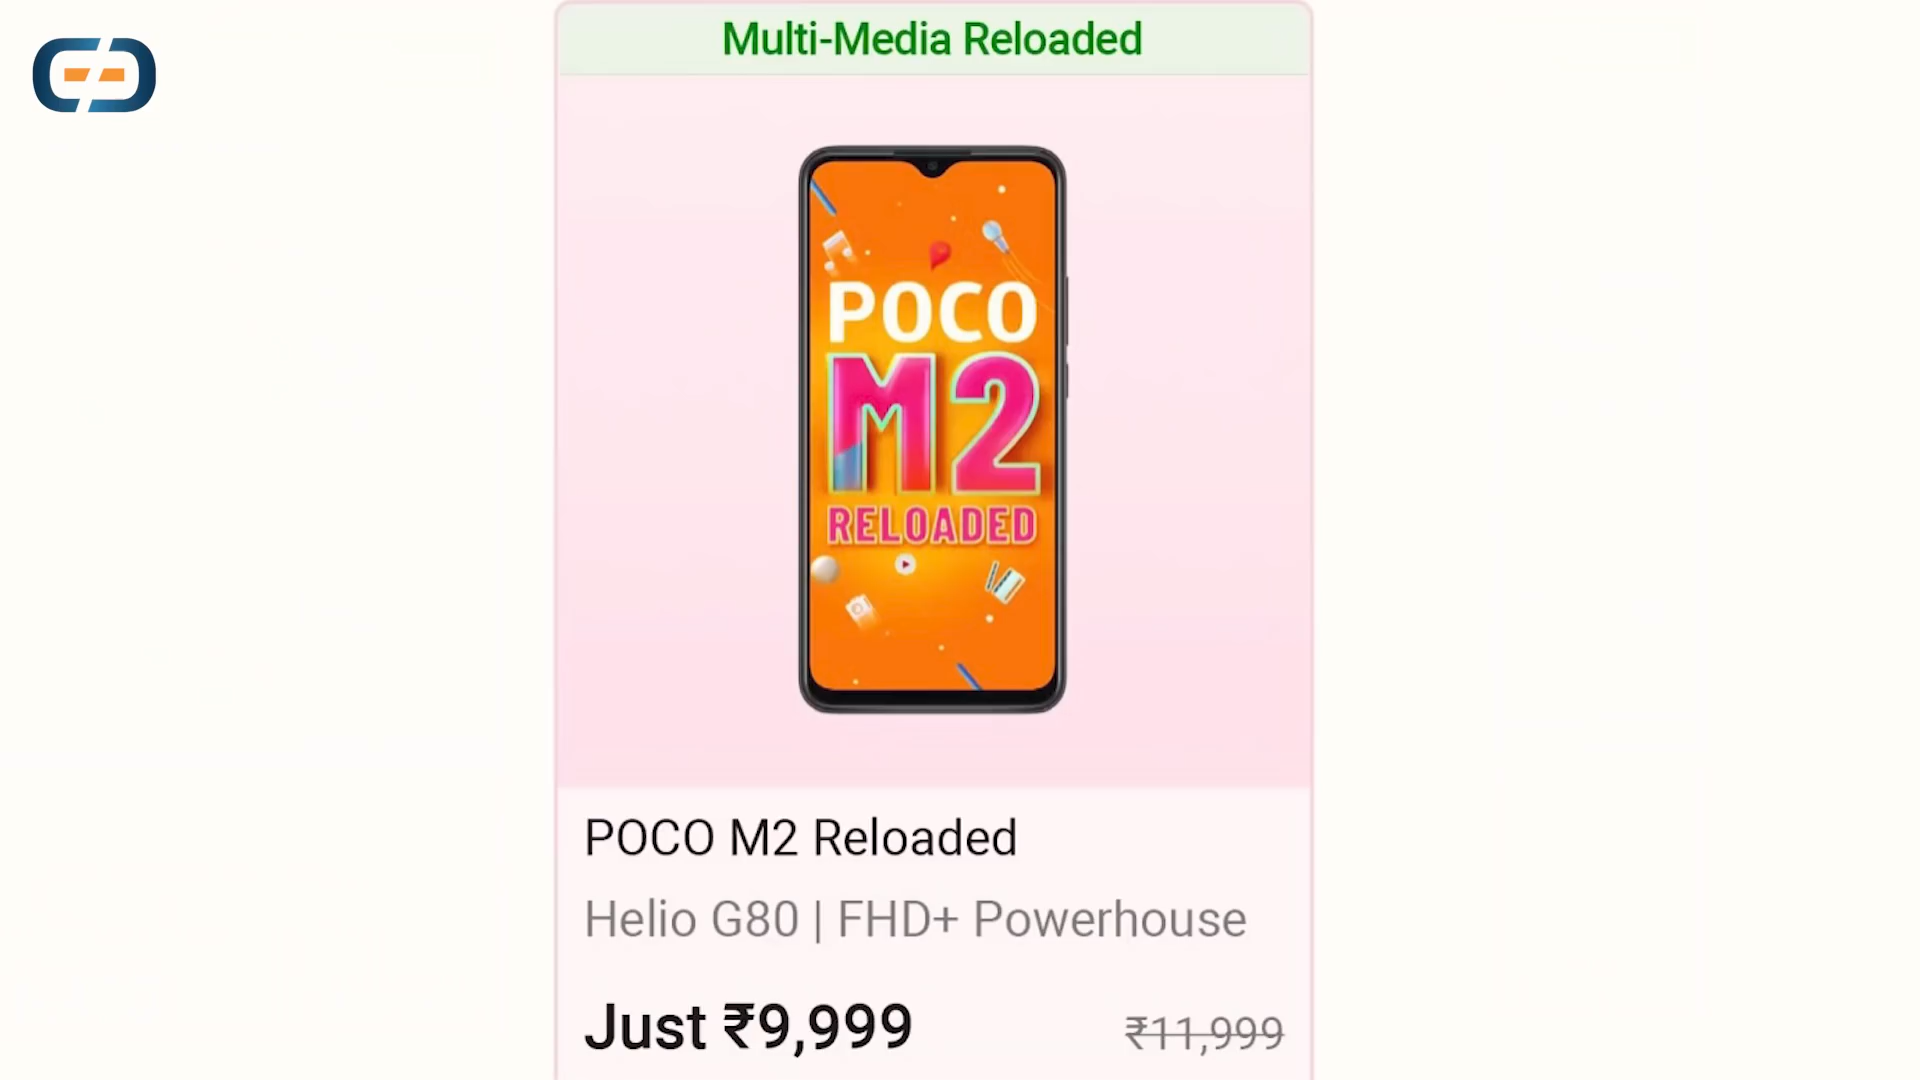 Multi-Media Reloaded
POCO
M2
RELOADED
POCO M2 Reloaded
Helio G80 | FHD+ Powerhouse
Just ₹9,999
₹11,999